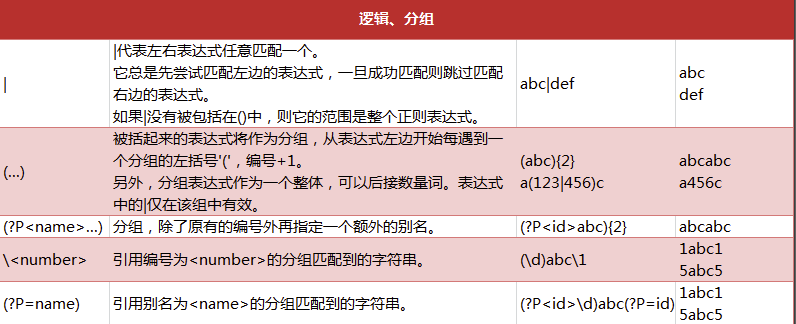 逻辑、分组
|
|代表左右表达式任意匹配一个。
它总是先尝试匹配左边的表达式，一旦成功匹配则跳过匹配
右边的表达式。
如果|没有被包括在()中，则它的范围是整个正则表达式。
abc|def
abc
def
(...)
被括起来的表达式将作为分组，从表达式左边开始每遇到一
个分组的左括号'('，编号+1。
另外，分组表达式作为一个整体，可以后接数量词。表达式
中的|仅在该组中有效。
(abc){2}
a(123|456)c
abcabc
a456c
(?P<name>...)
分组，除了原有的编号外再指定一个额外的别名。
(?P<id>abc){2}
abcabc
\<number>
引用编号为<number>的分组匹配到的字符串。
(\d)abc\1
1abc1
5abc5
(?P=name)
引用别名为<name>的分组匹配到的字符串。
(?P<id>\d)abc(?P=id)
1abc1
5abc5